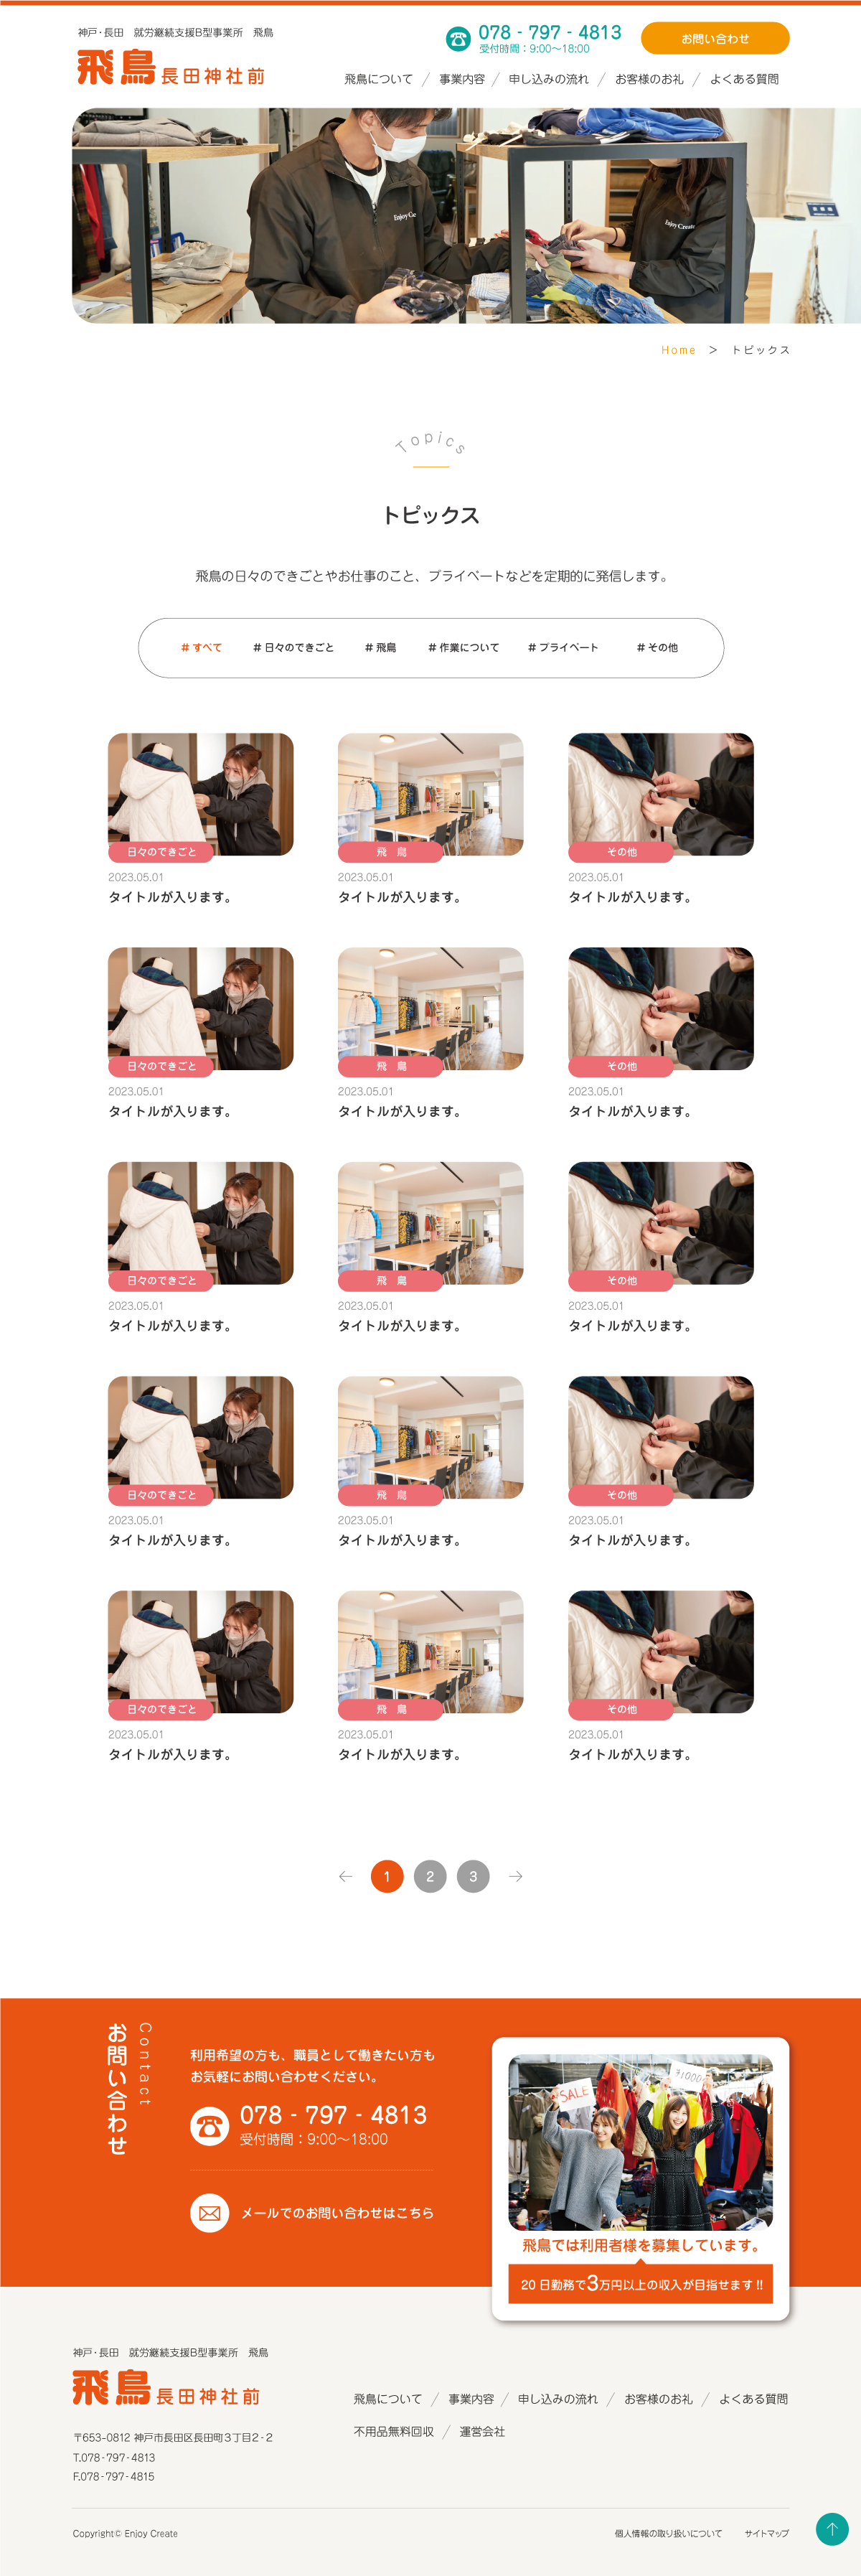 神戸・長田　就労継続支援B型事業所　飛鳥
飛鳥 長田神社前
078 - 797 - 4813
受付時間：9:00〜18:00
お問い合わせ
飛鳥について / 事業内容 / 申し込みの流れ / お客様のお礼 / よくある質問
Enjoy Create
Home ＞ トピックス
Topics
トピックス
飛鳥の日々のできごとやお仕事のこと、プライベートなどを定期的に発信します。
# すべて # 日々のできごと # 飛鳥 # 作業について # プライベート # その他
日々のできごと 飛　鳥 その他
2023.05.01 2023.05.01 2023.05.01
タイトルが入ります。 タイトルが入ります。 タイトルが入ります。
日々のできごと 飛　鳥 その他
2023.05.01 2023.05.01 2023.05.01
タイトルが入ります。 タイトルが入ります。 タイトルが入ります。
日々のできごと 飛　鳥 その他
2023.05.01 2023.05.01 2023.05.01
タイトルが入ります。 タイトルが入ります。 タイトルが入ります。
日々のできごと 飛　鳥 その他
2023.05.01 2023.05.01 2023.05.01
タイトルが入ります。 タイトルが入ります。 タイトルが入ります。
日々のできごと 飛　鳥 その他
2023.05.01 2023.05.01 2023.05.01
タイトルが入ります。 タイトルが入ります。 タイトルが入ります。
← 1 2 3 →
Contact
お問い合わせ
利用希望の方も、職員として働きたい方も
お気軽にお問い合わせください。
078 - 797 - 4813
受付時間：9:00〜18:00
メールでのお問い合わせはこちら
SALE
¥1000
飛鳥では利用者様を募集しています。
20 日勤務で3万円以上の収入が目指せます!!
神戸・長田　就労継続支援B型事業所　飛鳥
飛鳥 長田神社前
〒653-0812 神戸市長田区長田町3丁目2-2
T.078-797-4813
F.078-797-4815
飛鳥について / 事業内容 / 申し込みの流れ / お客様のお礼 / よくある質問
不用品無料回収 / 運営会社
Copyright© Enjoy Create
個人情報の取り扱いについて サイトマップ